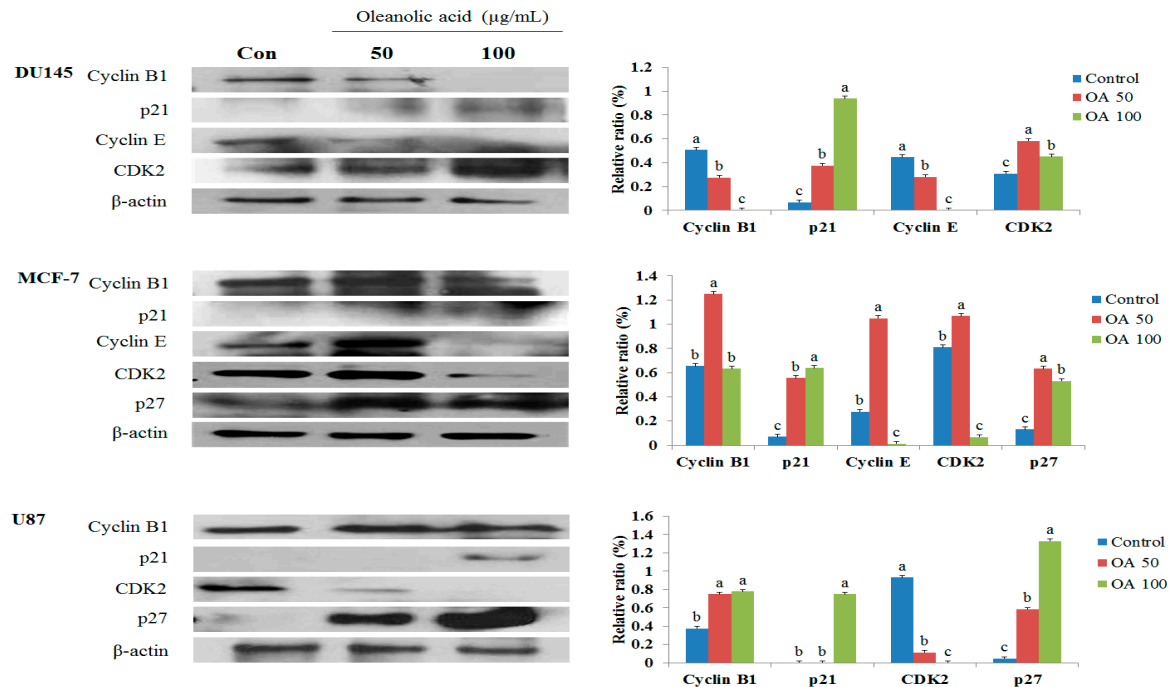 Oleanolic acid (µg/mL)
Con 50 100
DU145
Cyclin B1
p21
Cyclin E
CDK2
β-actin
Relative ratio (%)
1.2
1
0.8
0.6
0.4
0.2
0
a b c
c b a
a b c
c a b
Cyclin B1 p21 Cyclin E CDK2
Control
OA 50
OA 100
MCF-7
Cyclin B1
p21
Cyclin E
CDK2
p27
β-actin
Relative ratio (%)
1.4
1.2
1
0.8
0.6
0.4
0.2
0
b a b
c b a
b a c
b a c
c a b
Cyclin B1 p21 Cyclin E CDK2 p27
Control
OA 50
OA 100
U87
Cyclin B1
p21
CDK2
p27
β-actin
Relative ratio (%)
1.6
1.4
1.2
1
0.8
0.6
0.4
0.2
0
b a a
b b a
a b c
c b a
Cyclin B1 p21 CDK2 p27
Control
OA 50
OA 100